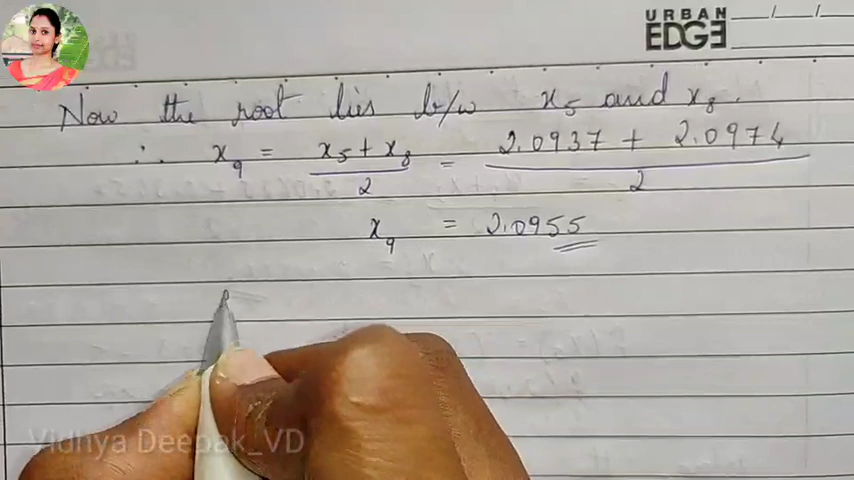 URBAN
EDGE
Now the root lies b/w x₅ and x₈.
∴ x₉ = x₅ + x₈ / 2 = 2.0937 + 2.0974 / 2
x₉ = 2.0955
Vidhya Deepak_VD